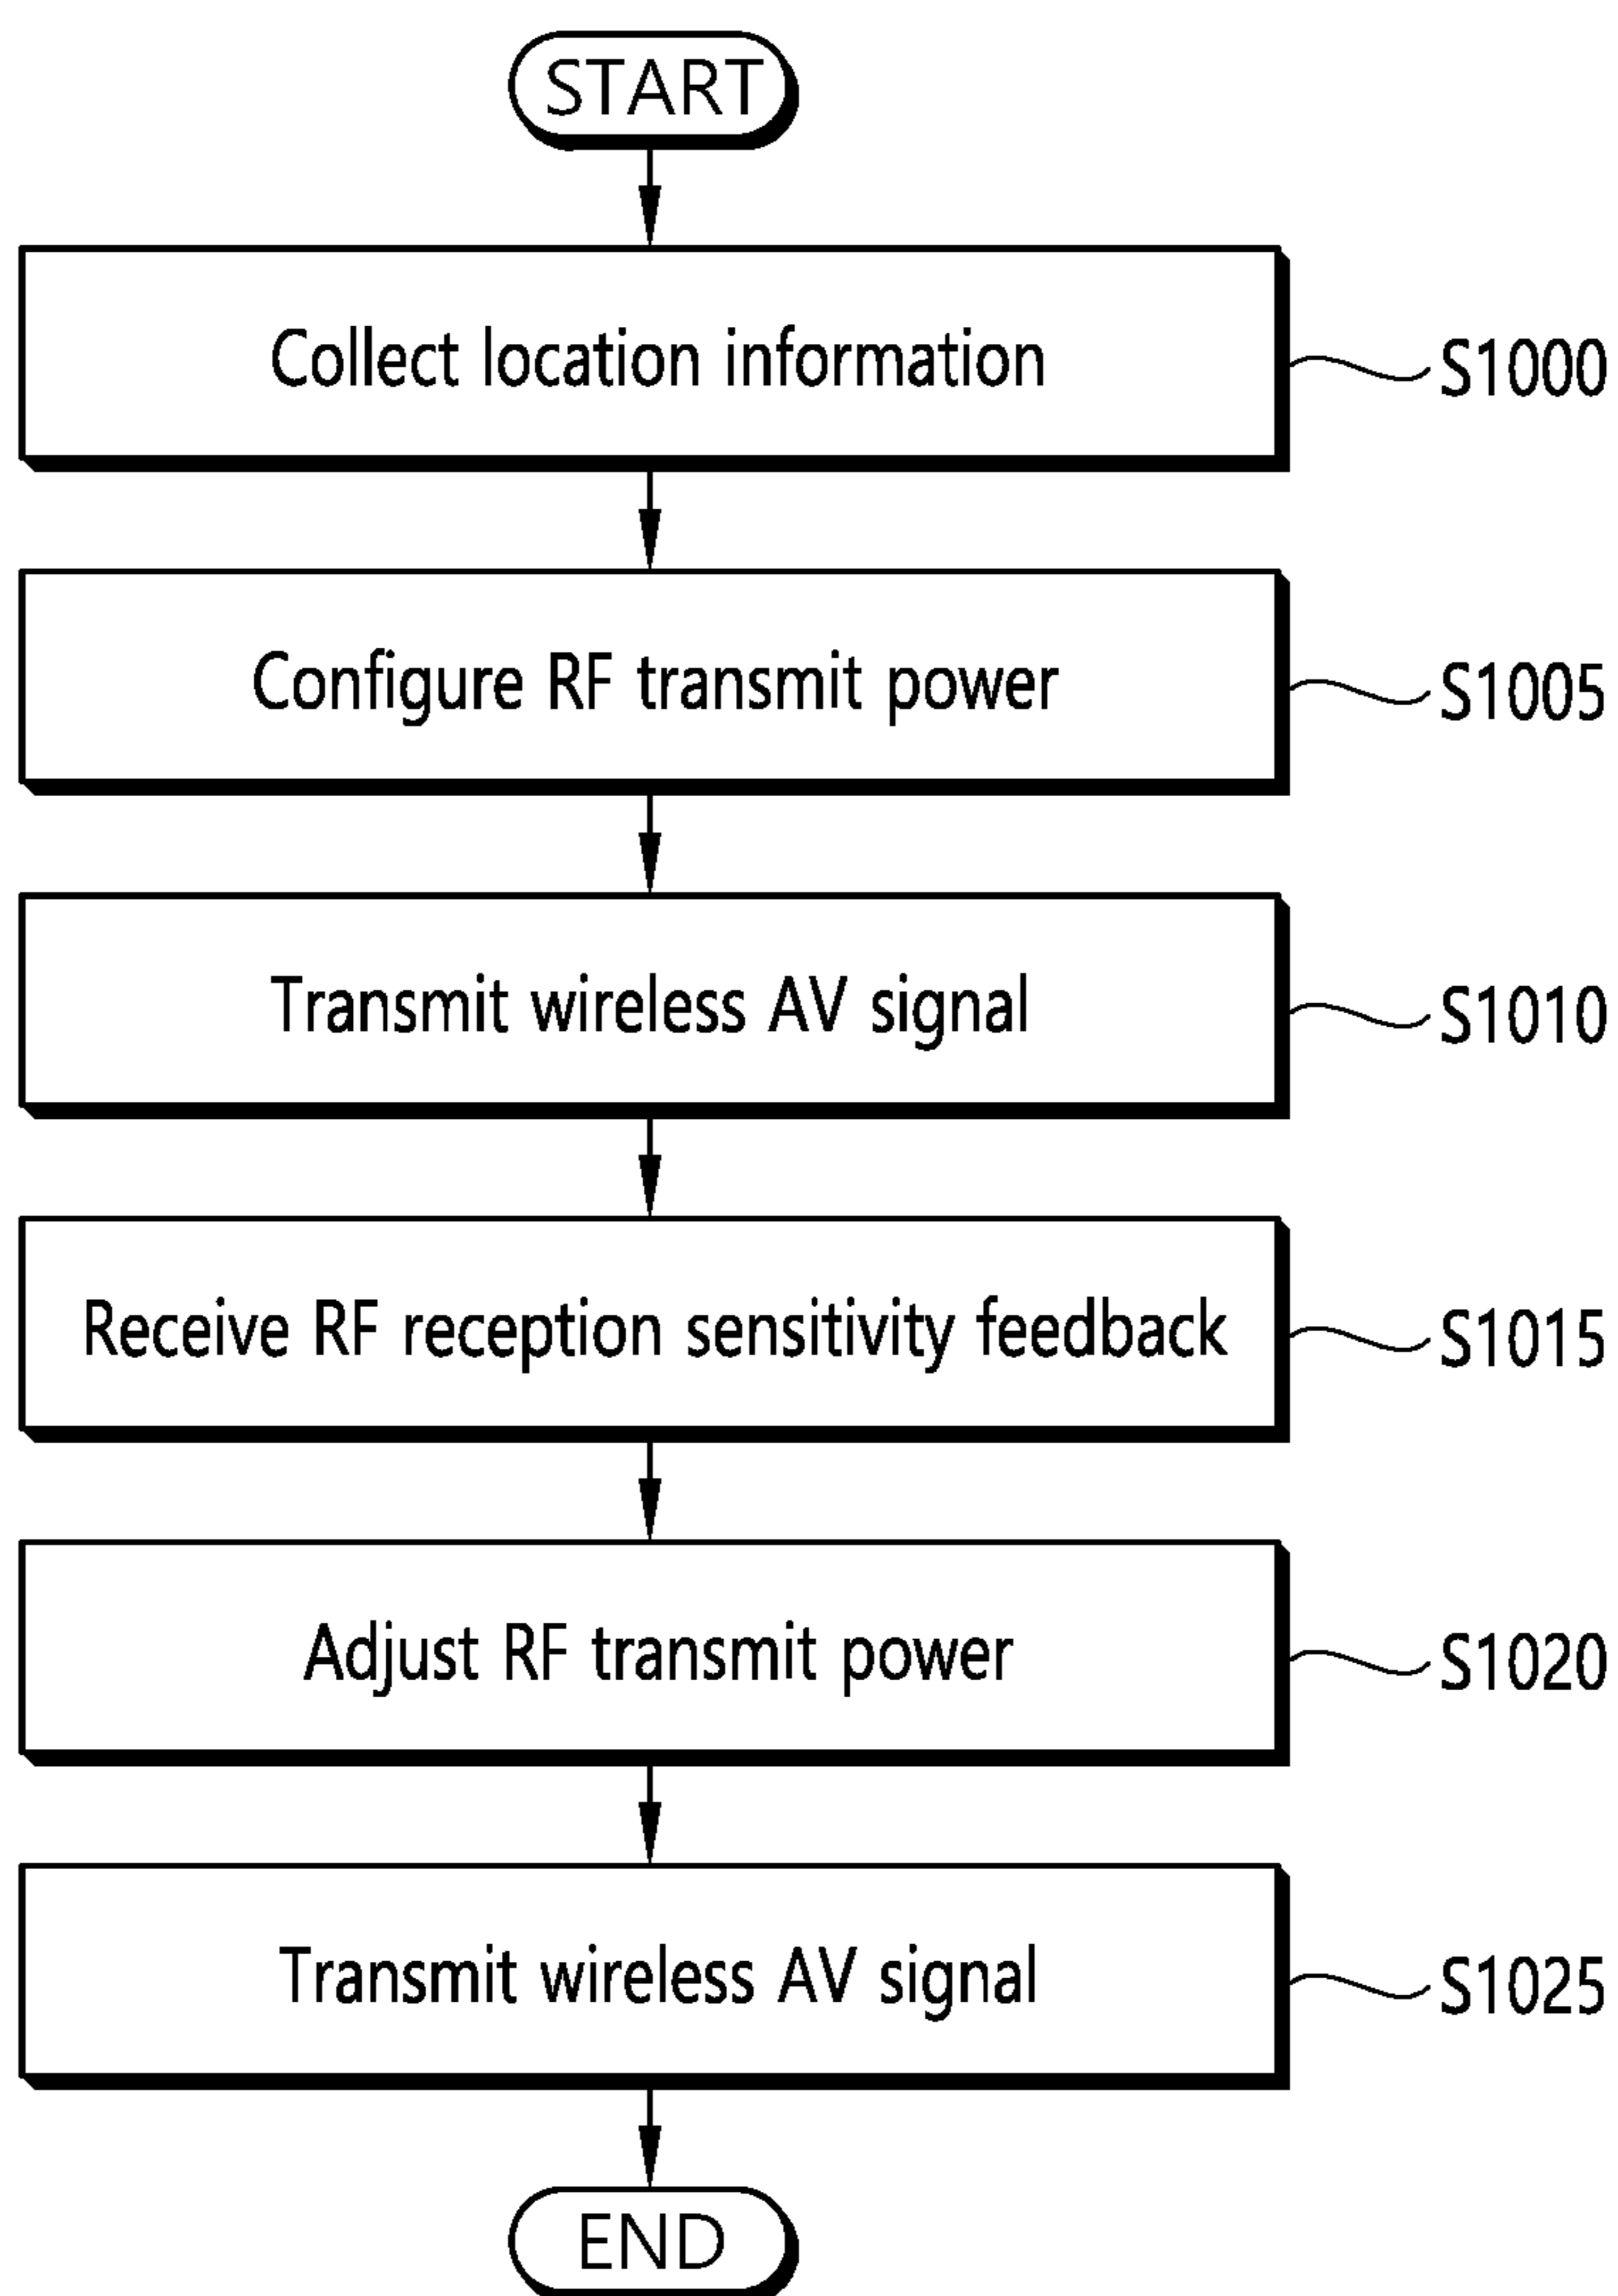 START
Collect location information
S1000
Configure RF transmit power
S1005
Transmit wireless AV signal
S1010
Receive RF reception sensitivity feedback
S1015
Adjust RF transmit power
S1020
Transmit wireless AV signal
S1025
END